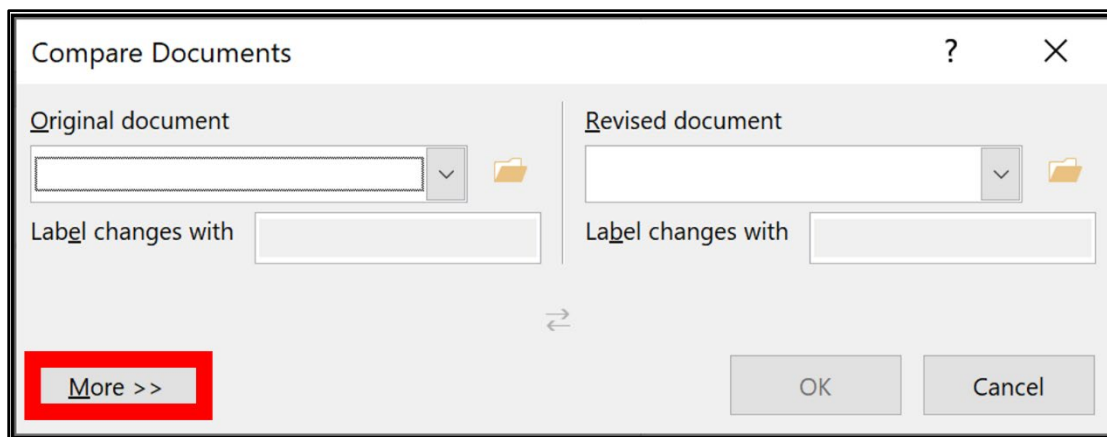 Compare Documents ?
Original document
Revised document
Label changes with
Label changes with
More >>
OK
Cancel